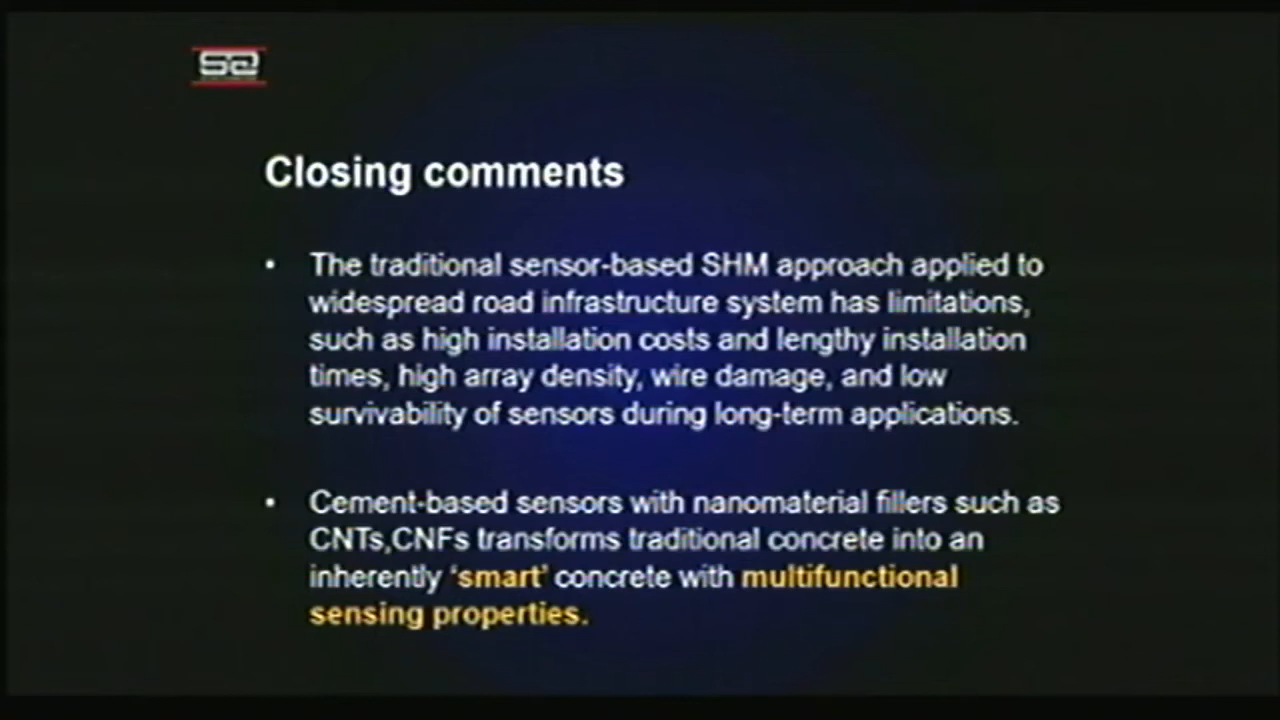 Closing comments
• The traditional sensor-based SHM approach applied to
widespread road infrastructure system has limitations,
such as high installation costs and lengthy installation
times, high array density, wire damage, and low
survivability of sensors during long-term applications.
• Cement-based sensors with nanomaterial fillers such as
CNTs,CNFs transforms traditional concrete into an
inherently ‘smart’ concrete with multifunctional
sensing properties.